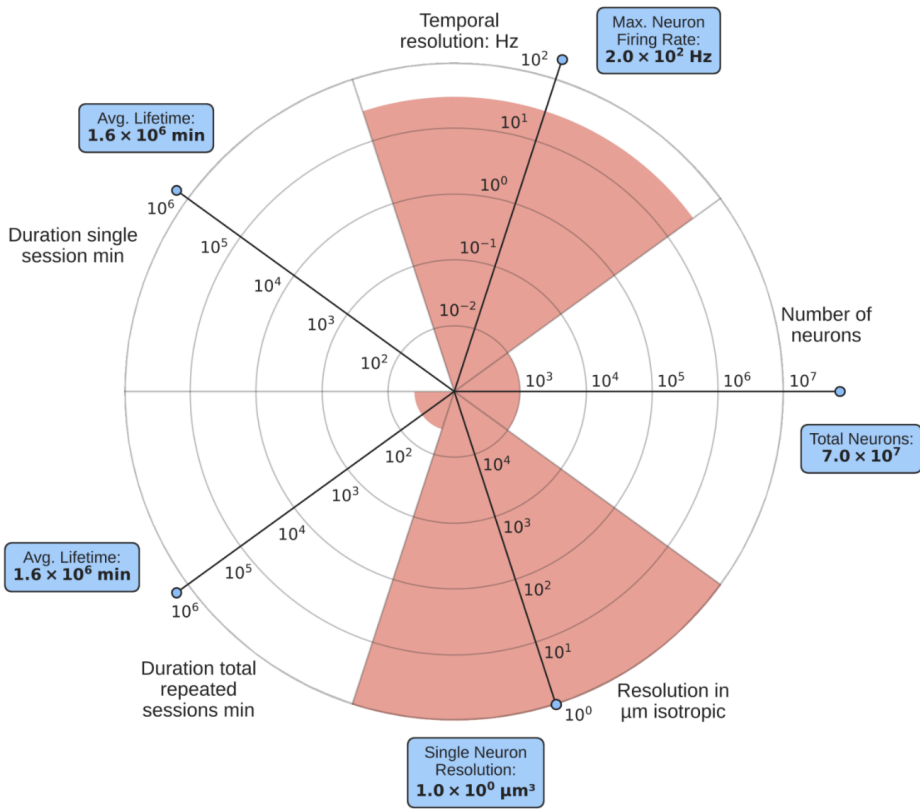 Temporal
resolution: Hz
Max. Neuron
Firing Rate:
2.0 × 10² Hz
10²
10¹
10⁰
10⁻¹
10⁻²
Avg. Lifetime:
1.6 × 10⁶ min
Duration single
session min
10⁶
10⁵
10⁴
10³
10²
Number of
neurons
10³
10⁴
10⁵
10⁶
10⁷
Total Neurons:
7.0 × 10⁷
10²
10³
10⁴
10⁵
10⁶
Avg. Lifetime:
1.6 × 10⁶ min
Duration total
repeated
sessions min
10⁴
10³
10²
10¹
10⁰
Resolution in
µm isotropic
Single Neuron
Resolution:
1.0 × 10⁰ µm³